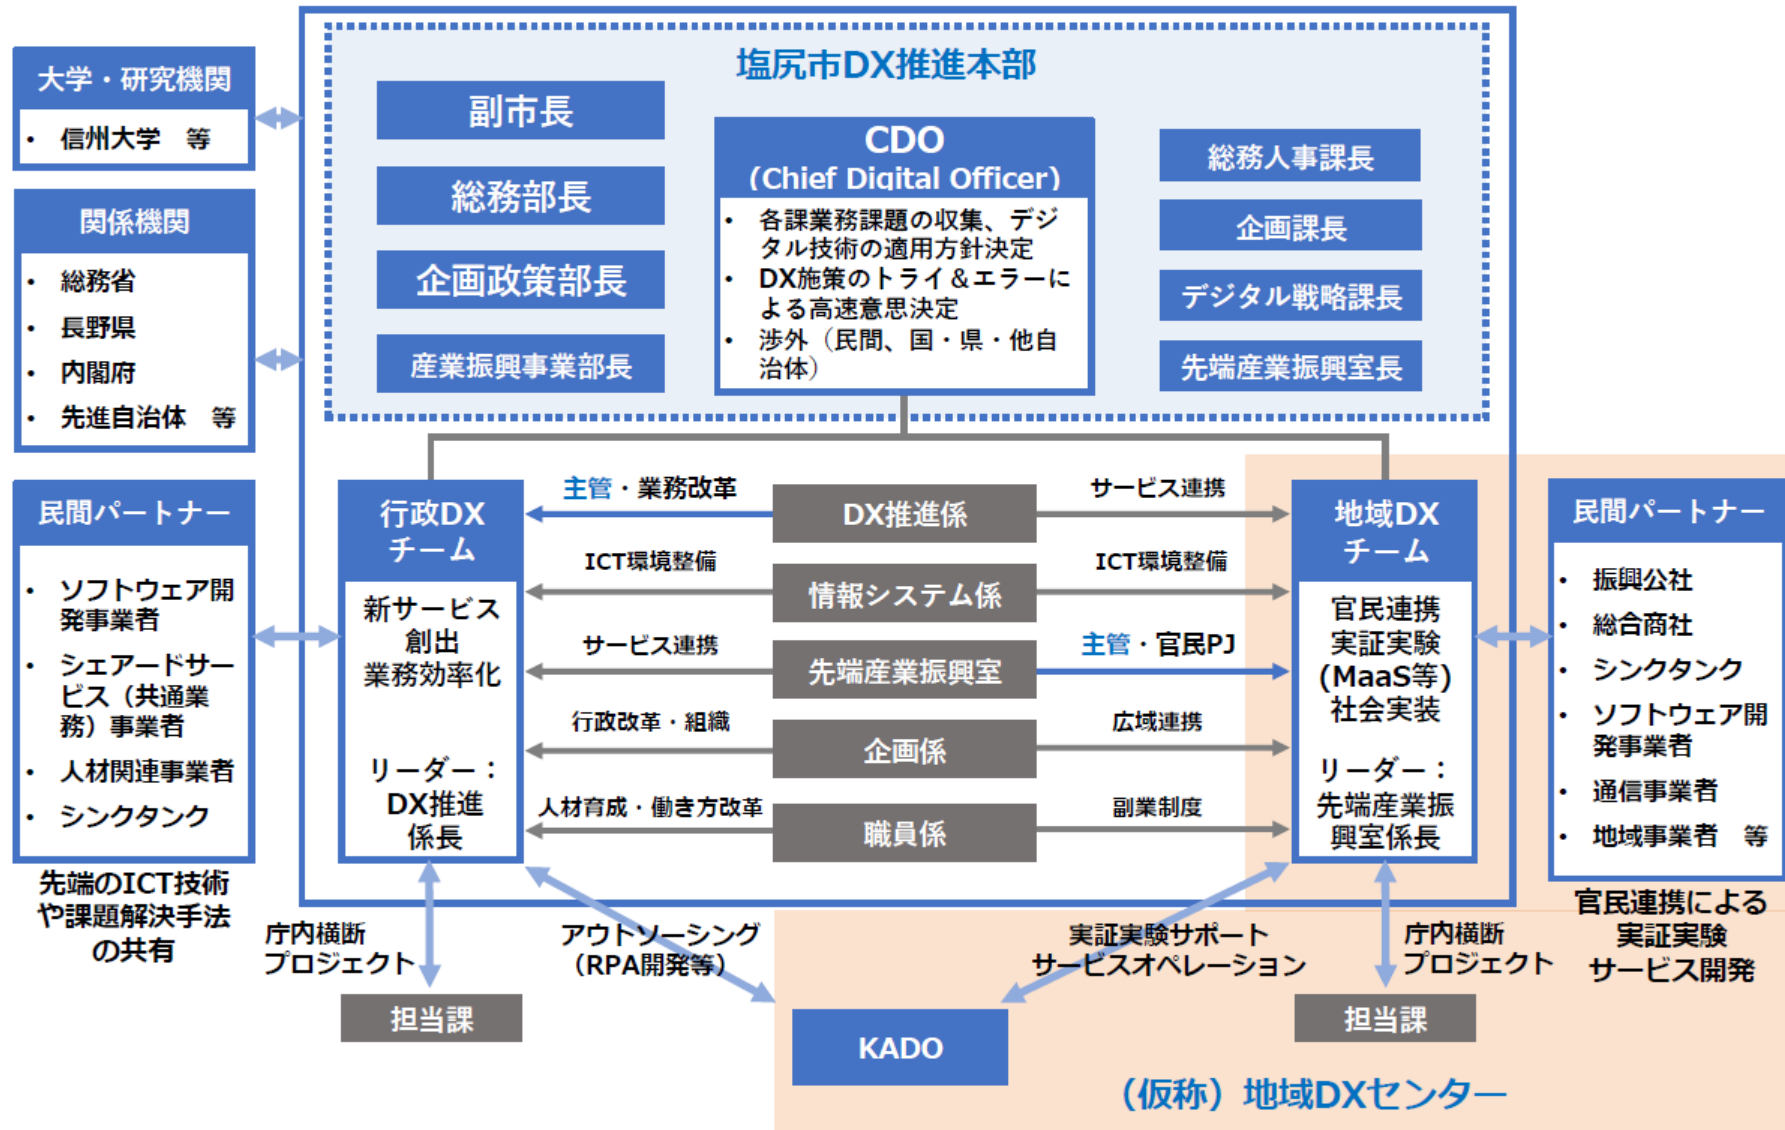 塩尻市DX推進本部
大学・研究機関
• 信州大学　等
関係機関
• 総務省
• 長野県
• 内閣府
• 先進自治体　等
副市長
総務部長
企画政策部長
産業振興事業部長
CDO
(Chief Digital Officer)
• 各課業務課題の収集、デジ
タル技術の適用方針決定
• DX施策のトライ＆エラーに
よる高速意思決定
• 渉外（民間、国・県・他自
治体）
総務人事課長
企画課長
デジタル戦略課長
先端産業振興室長
民間パートナー
• ソフトウェア開
発事業者
• シェアードサー
ビス（共通業
務）事業者
• 人材関連事業者
• シンクタンク
先端のICT技術
や課題解決手法
の共有
行政DX
チーム
新サービス
創出
業務効率化
リーダー：
DX推進
係長
主管・業務改革
DX推進係
サービス連携
ICT環境整備
情報システム係
ICT環境整備
サービス連携
先端産業振興室
主管・官民PJ
行政改革・組織
企画係
広域連携
人材育成・働き方改革
職員係
副業制度
地域DX
チーム
官民連携
実証実験
(MaaS等)
社会実装
リーダー：
先端産業振
興室係長
民間パートナー
• 振興公社
• 総合商社
• シンクタンク
• ソフトウェア開
発事業者
• 通信事業者
• 地域事業者　等
官民連携による
実証実験
サービス開発
庁内横断
プロジェクト
アウトソーシング
（RPA開発等）
実証実験サポート
サービスオペレーション
庁内横断
プロジェクト
担当課
KADO
担当課
（仮称）地域DXセンター